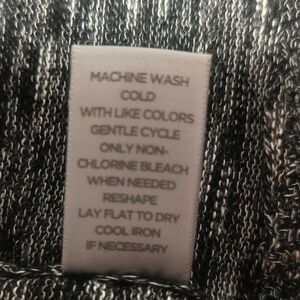 MACHINE WASH
COLD
WITH LIKE COLORS
GENTLE CYCLE
ONLY NON-
CHLORINE BLEACH
WHEN NEEDED
RESHAPE
LAY FLAT TO DRY
COOL IRON
IF NECESSARY